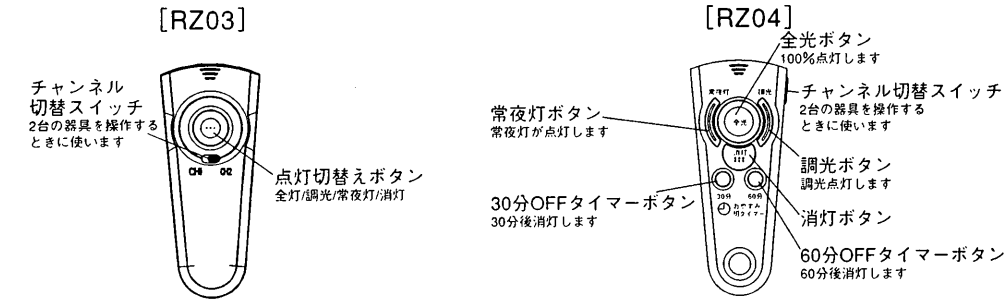 [RZ03]
チャンネル
切替スイッチ
2台の器具を操作する
ときに使います
CH1 CH2
点灯切替えボタン
全灯/調光/常夜灯/消灯
[RZ04]
全光ボタン
100%点灯します
常夜灯 調光
チャンネル切替スイッチ
2台の器具を操作する
ときに使います
常夜灯ボタン
常夜灯が点灯します
全光
調光ボタン
調光点灯します
30分OFFタイマーボタン
30分後消灯します
30分 60分
おやすみ
切タイマー
消灯ボタン
60分OFFタイマーボタン
60分後消灯します